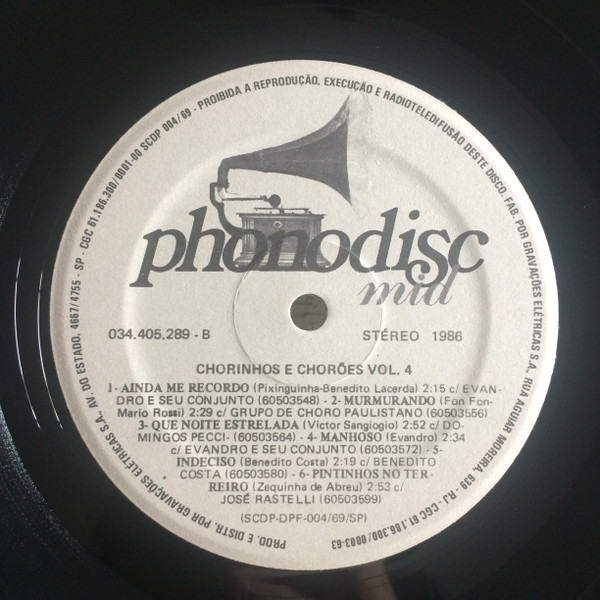 PROD. E DISTR. POR GRAVAÇÕES ELETRICAS S.A., AV. DO ESTADO, 4667/4755 - SP - CGC 61.186.300/0001-00 SCDP 004/69 - PROIBIDA A REPRODUÇÃO, EXECUÇÃO E RADIOTELEDIFUSÃO DESTE DISCO. FAB. POR GRAVAÇÕES ELÉTRICAS S.A., RUA AGUAR MOREIRA, 639 - RJ - CGC 61.186.300/0003-63
phonodisc
mid
034.405.289 - B STÉREO 1986
CHORINHOS E CHORÕES VOL. 4
1- AINDA ME RECORDO (Pixinguinha-Benedito Lacerda) 2:15 c/ EVAN-
DRO E SEU CONJUNTO (60503548) - 2- MURMURANDO (Fon Fon-
Mario Rossi) 2:29 c/ GRUPO DE CHORO PAULISTANO (60503556)
3- QUE NOITE ESTRELADA (Victor Sangiogio) 2:52 c/ DO-
MINGOS PECCI- (60503564) - 4- MANHOSO (Evandro) 2:34
c/ EVANDRO E SEU CONJUNTO (60503572) - 5-
INDECISO (Benedito Costa) 2:19 c/ BENEDITO
COSTA (60503580) - 6- PINTINHOS NO TER-
REIRO (Zequinha de Abreu) 2:53 c/
JOSÉ RASTELLI (60503599)
(SCDP-DPF-004/69/SP)